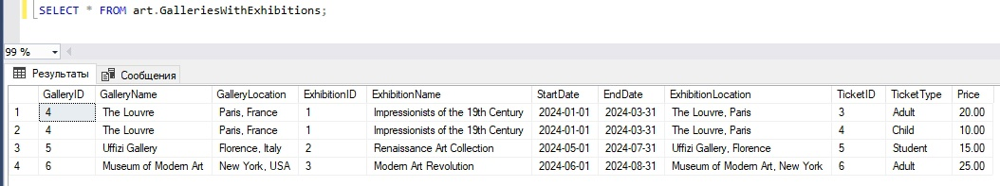 SELECT * FROM art.GalleriesWithExhibitions;
99 %
Результаты Сообщения
GalleryID GalleryName GalleryLocation ExhibitionID ExhibitionName StartDate EndDate ExhibitionLocation TicketID TicketType Price
1 4 The Louvre Paris, France 1 Impressionists of the 19th Century 2024-01-01 2024-03-31 The Louvre, Paris 3 Adult 20.00
2 4 The Louvre Paris, France 1 Impressionists of the 19th Century 2024-01-01 2024-03-31 The Louvre, Paris 4 Child 10.00
3 5 Uffizi Gallery Florence, Italy 2 Renaissance Art Collection 2024-05-01 2024-07-31 Uffizi Gallery, Florence 5 Student 15.00
4 6 Museum of Modern Art New York, USA 3 Modern Art Revolution 2024-06-01 2024-08-31 Museum of Modern Art, New York 6 Adult 25.00